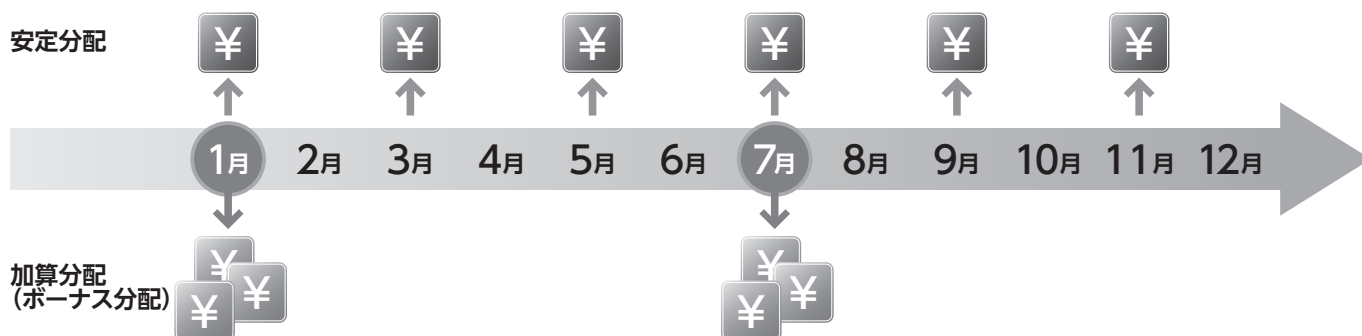 安定分配 ¥ ¥ ¥ ¥ ¥ ¥
1月 2月 3月 4月 5月 6月 7月 8月 9月 10月 11月 12月
¥ ¥
加算分配
(ボーナス分配) ¥ ¥ ¥ ¥